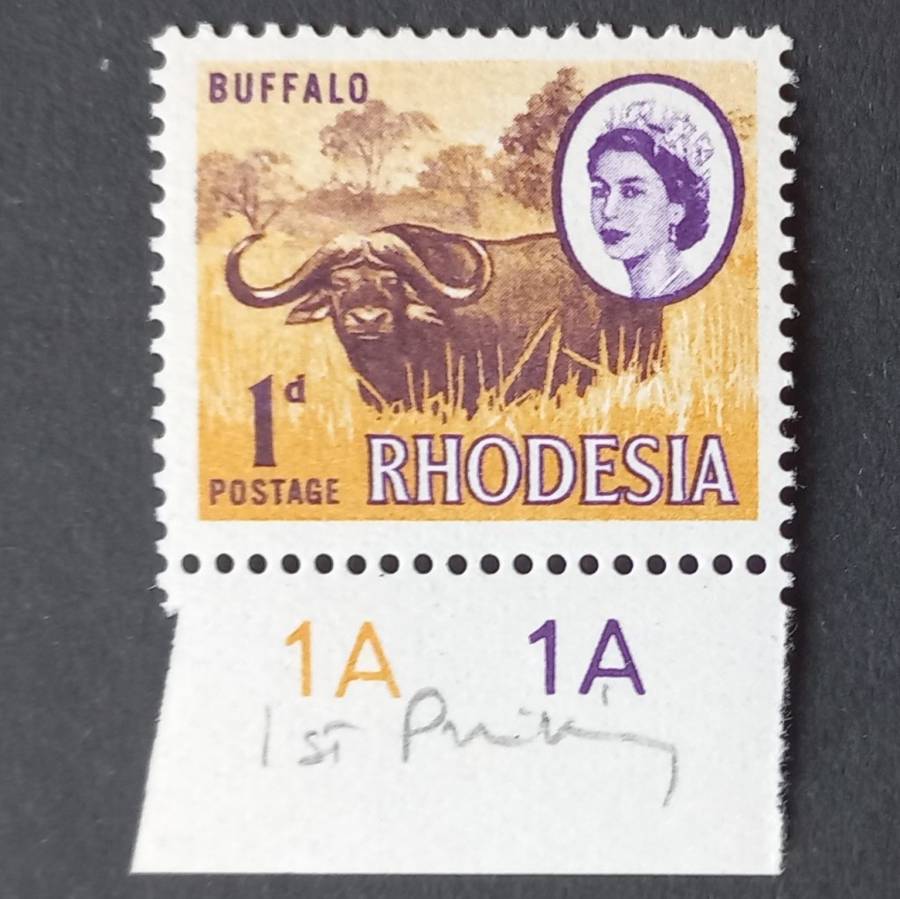 BUFFALO
1d
POSTAGE
RHODESIA
1A 1A
1st Printing